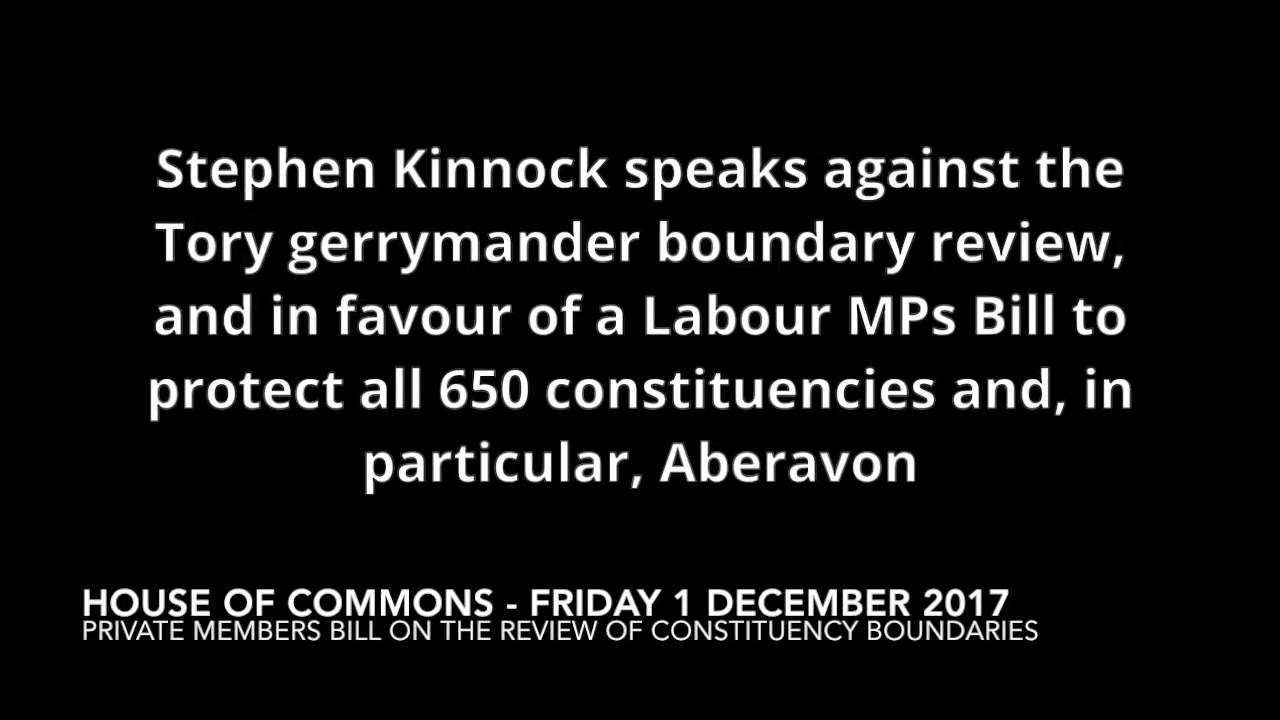 Stephen Kinnock speaks against the
Tory gerrymander boundary review,
and in favour of a Labour MPs Bill to
protect all 650 constituencies and, in
particular, Aberavon
HOUSE OF COMMONS - FRIDAY 1 DECEMBER 2017
PRIVATE MEMBERS BILL ON THE REVIEW OF CONSTITUENCY BOUNDARIES